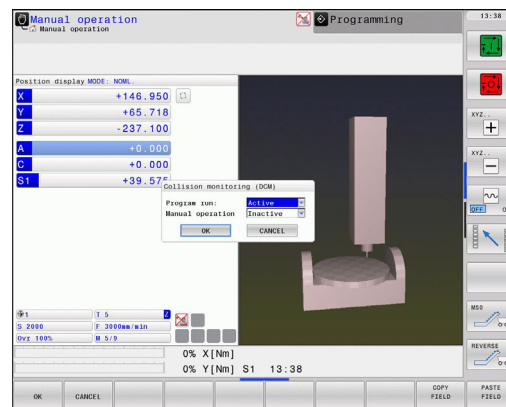 Manual operation
Manual operation
Programming
13:38
Position display MODE: NOML.
X +146.950
Y +65.718
Z -237.100
A +0.000
C +0.000
S1 +39.575
Collision monitoring (DCM)
Program run: Active
Manual operation Inactive
OK CANCEL
1 T 5 Z
S 2000 F 3000mm/min
Ovr 100% M 5/9
0% X[Nm]
0% Y[Nm] S1 13:38
XYZ..
XYZ..
OFF
MSO
REVERSE
OK
CANCEL
COPY FIELD
PASTE FIELD